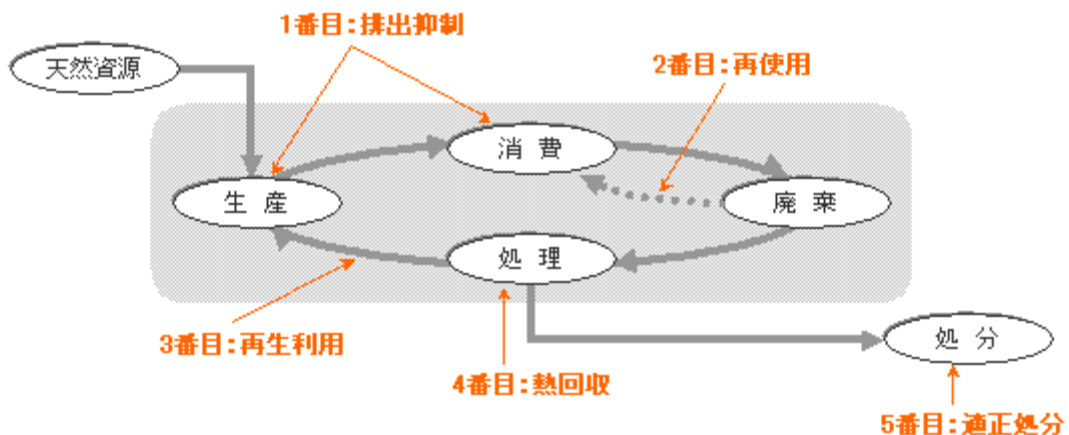 1番目:排出抑制
天然資源
2番目:再使用
消 費
生 産
廃 棄
処 理
3番目:再生利用
処 分
4番目:熱回収
5番目:適正処分